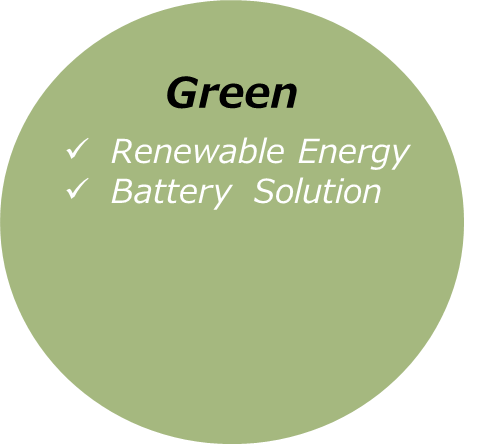 Green
✓ Renewable Energy
✓ Battery Solution